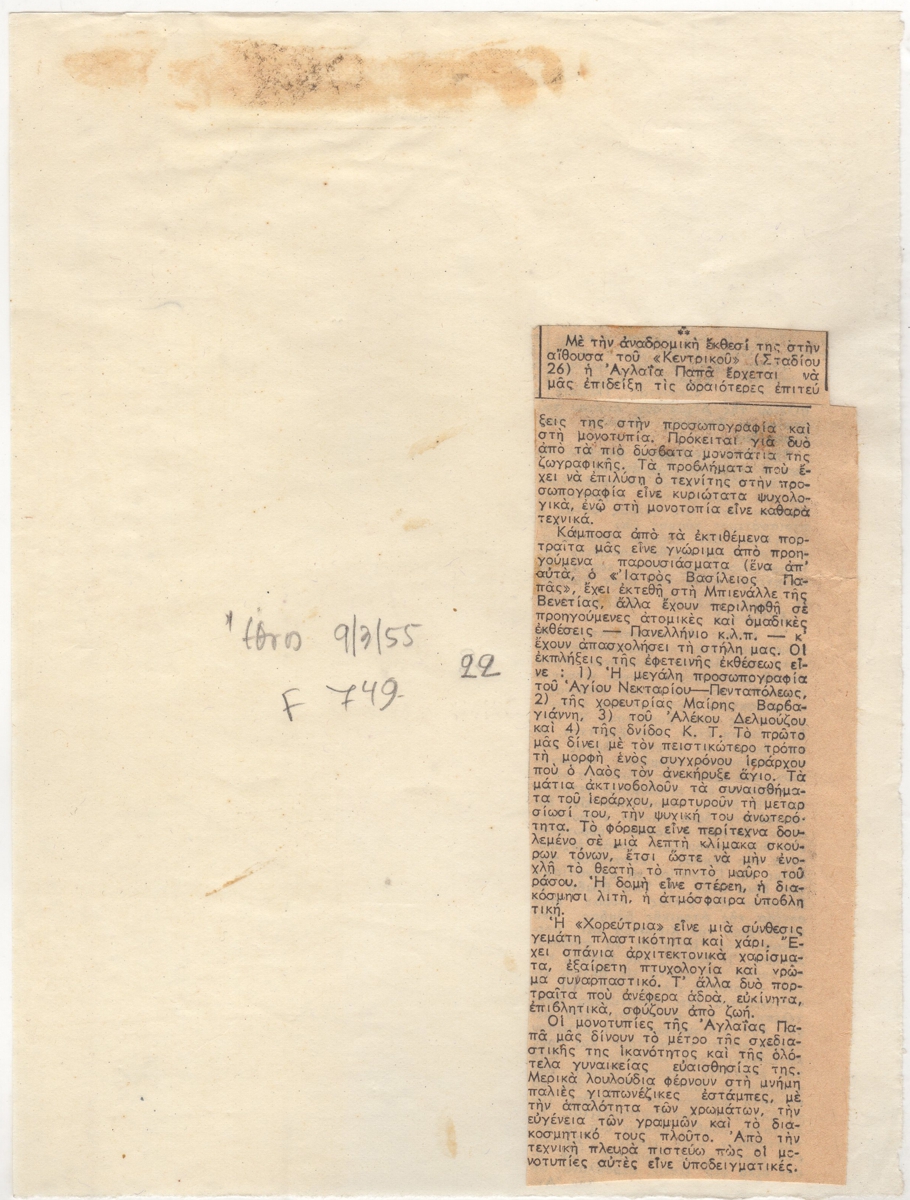 **
Μὲ τὴν ἀναδρομικὴ ἔκθεσί της στὴν
αἴθουσα τοῦ «Κεντρικοῦ» (Σταδίου
26) ἡ Ἀγλαΐα Παπᾶ ἔρχεται νὰ
μᾶς ἐπιδείξη τὶς ὡραιότερες ἐπιτεύ
ξεις της στὴν προσωπογραφία καὶ
στὴ μονοτυπία. Πρόκειται γιὰ δυὸ
ἀπὸ τὰ πιὸ δύσβατα μονοπάτια τῆς
ζωγραφικῆς. Τὰ προβλήματα ποὺ ἔ-
χει νὰ ἐπιλύση ὁ τεχνίτης στὴν προ-
σωπογραφία εἶνε κυριώτατα ψυχολο-
γικά, ἐνῷ στὴ μονοτοπία εἶνε καθαρὰ
τεχνικά.
Κάμποσα ἀπὸ τὰ ἐκτιθέμενα πορ-
τραῖτα μᾶς εἶνε γνώριμα ἀπὸ προη-
γούμενα παρουσιάσματα (ἕνα ἀπ'
αὐτά, ὁ «Ἰατρὸς Βασίλειος Πα-
πᾶς», ἔχει ἐκτεθῆ στὴ Μπιενάλλε τῆς
Βενετίας, ἄλλα ἔχουν περιληφθῆ σὲ
προηγούμενες ἀτομικὲς καὶ ὁμαδικὲς
ἐκθέσεις — Πανελλήνιο κ.λ.π. — κ'
ἔχουν ἀπασχολήσει τὴ στήλη μας. Οἱ
ἐκπλήξεις τῆς ἐφετεινῆς ἐκθέσεως εἶ-
νε : 1) Ἡ μεγάλη προσωπογραφία
τοῦ Ἁγίου Νεκταρίου—Πενταπόλεως,
2) τῆς χορευτρίας Μαίρης Βαρβα-
γιάννη, 3) τοῦ Ἀλέκου Δελμούζου
καὶ 4) τῆς δνίδος Κ. Τ. Τὸ πρῶτο
μᾶς δίνει μὲ τὸν πειστικώτερο τρόπο
τὴ μορφὴ ἑνὸς συγχρόνου Ἱεράρχου
ποὺ ὁ Λαὸς τὸν ἀνεκήρυξε ἅγιο. Τὰ
μάτια ἀκτινοβολοῦν τὰ συναισθήμα-
τα τοῦ Ἱεράρχου, μαρτυροῦν τὴ μεταρ
σίωσί του, τὴν ψυχική του ἀνωτερό-
τητα. Τὸ φόρεμα εἶνε περίτεχνα δου-
λεμένο σὲ μιὰ λεπτὴ κλίμακα σκού-
ρων τόνων, ἔτσι ὥστε νὰ μὴν ἐνο-
χλῆ τὸ θεατὴ τὸ πηχτὸ μαῦρο τοῦ
ράσου. Ἡ δομὴ εἶνε στέρεη, ἡ δια-
κόσμησι λιτή, ἡ ἀτμόσφαιρα ὑποβλη
τική.
Ἡ «Χορεύτρια» εἶνε μιὰ σύνθεσις
γεμάτη πλαστικότητα καὶ χάρι. Ἔ-
χει σπάνια ἀρχιτεκτονικὰ χαρίσμα-
τα, ἐξαίρετη πτυχολογία καὶ χρῶ-
μα συναρπαστικό. Τ' ἄλλα δυὸ πορ-
τραῖτα ποὺ ἀνέφερα ἁδρά, εὐκίνητα,
ἐπιβλητικά, σφύζουν ἀπὸ ζωή.
Οἱ μονοτυπίες τῆς Ἀγλαΐας Πα-
πᾶ μᾶς δίνουν τὸ μέτρο τῆς σχεδια-
στικῆς της ἱκανότητος καὶ τῆς ὁλό-
τελα γυναικείας εὐαισθησίας της.
Μερικὰ λουλούδια φέρνουν στὴ μνήμη
παλιὲς γιαπωνέζικες ἐστάμπες, μὲ
τὴν ἁπαλότητα τῶν χρωμάτων, τὴν
εὐγένεια τῶν γραμμῶν καὶ τὸ δια-
κοσμητικό τους πλοῦτο. Ἀπὸ τὴν
τεχνικὴ πλευρὰ πιστεύω πὼς οἱ μο-
νοτυπίες αὐτὲς εἶνε ὑποδειγματικές.
Ἔθνος 9/3/55
F 749
22